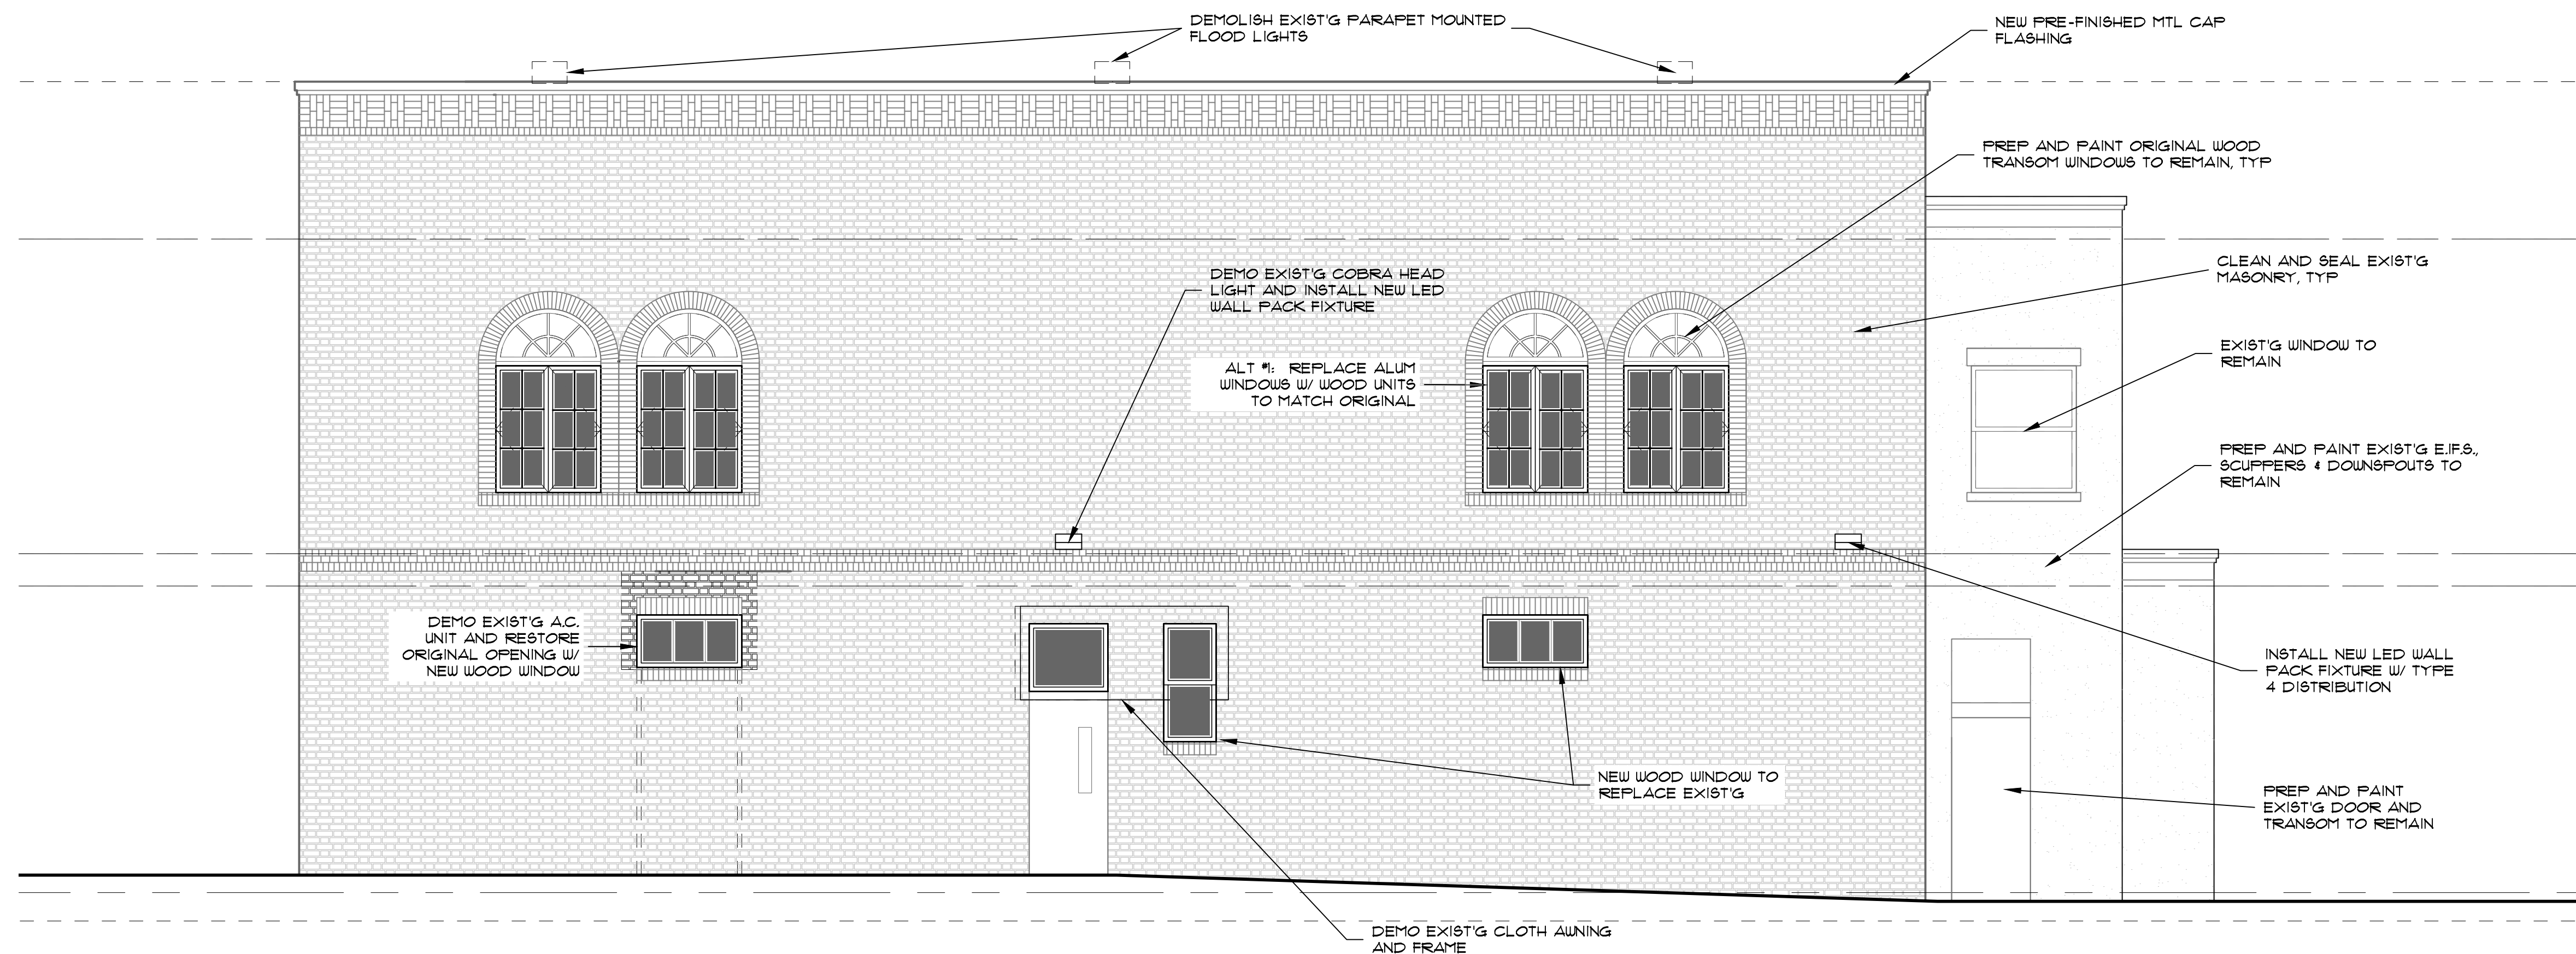 DEMOLISH EXIST'G PARAPET MOUNTED
FLOOD LIGHTS
NEW PRE-FINISHED MTL CAP
FLASHING
PREP AND PAINT ORIGINAL WOOD
TRANSOM WINDOWS TO REMAIN, TYP
CLEAN AND SEAL EXIST'G
MASONRY, TYP
DEMO EXIST'G COBRA HEAD
LIGHT AND INSTALL NEW LED
WALL PACK FIXTURE
ALT #1: REPLACE ALUM
WINDOWS W/ WOOD UNITS
TO MATCH ORIGINAL
EXIST'G WINDOW TO
REMAIN
PREP AND PAINT EXIST'G E.I.F.S.,
SCUPPERS & DOWNSPOUTS TO
REMAIN
DEMO EXIST'G A.C.
UNIT AND RESTORE
ORIGINAL OPENING W/
NEW WOOD WINDOW
INSTALL NEW LED WALL
PACK FIXTURE W/ TYPE
4 DISTRIBUTION
NEW WOOD WINDOW TO
REPLACE EXIST'G
PREP AND PAINT
EXIST'G DOOR AND
TRANSOM TO REMAIN
DEMO EXIST'G CLOTH AWNING
AND FRAME